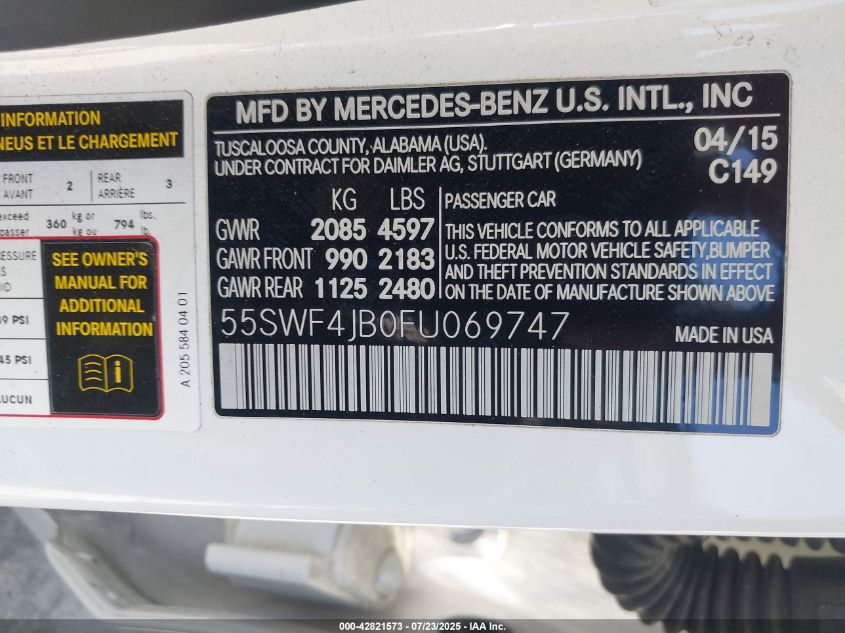 INFORMATION
NEUS ET LE CHARGEMENT
FRONT
AVANT
2
REAR
ARRIÈRE
3
exceed
passer
360
kg or
kg ou
794
lbs.
lb.
SEE OWNER'S
MANUAL FOR
ADDITIONAL
INFORMATION
PSI
45 PSI
AUCUN
A 205 584 04 01
MFD BY MERCEDES-BENZ U.S. INTL., INC
TUSCALOOSA COUNTY, ALABAMA (USA).
UNDER CONTRACT FOR DAIMLER AG, STUTTGART (GERMANY)
04/15
C149
KG LBS
GVWR 2085 4597
GAWR FRONT 990 2183
GAWR REAR 1125 2480
PASSENGER CAR
THIS VEHICLE CONFORMS TO ALL APPLICABLE
U.S. FEDERAL MOTOR VEHICLE SAFETY,BUMPER
AND THEFT PREVENTION STANDARDS IN EFFECT
ON THE DATE OF MANUFACTURE SHOWN ABOVE.
55SWF4JB0FU069747
MADE IN USA
000-42821573 - 07/23/2025 - IAA Inc.